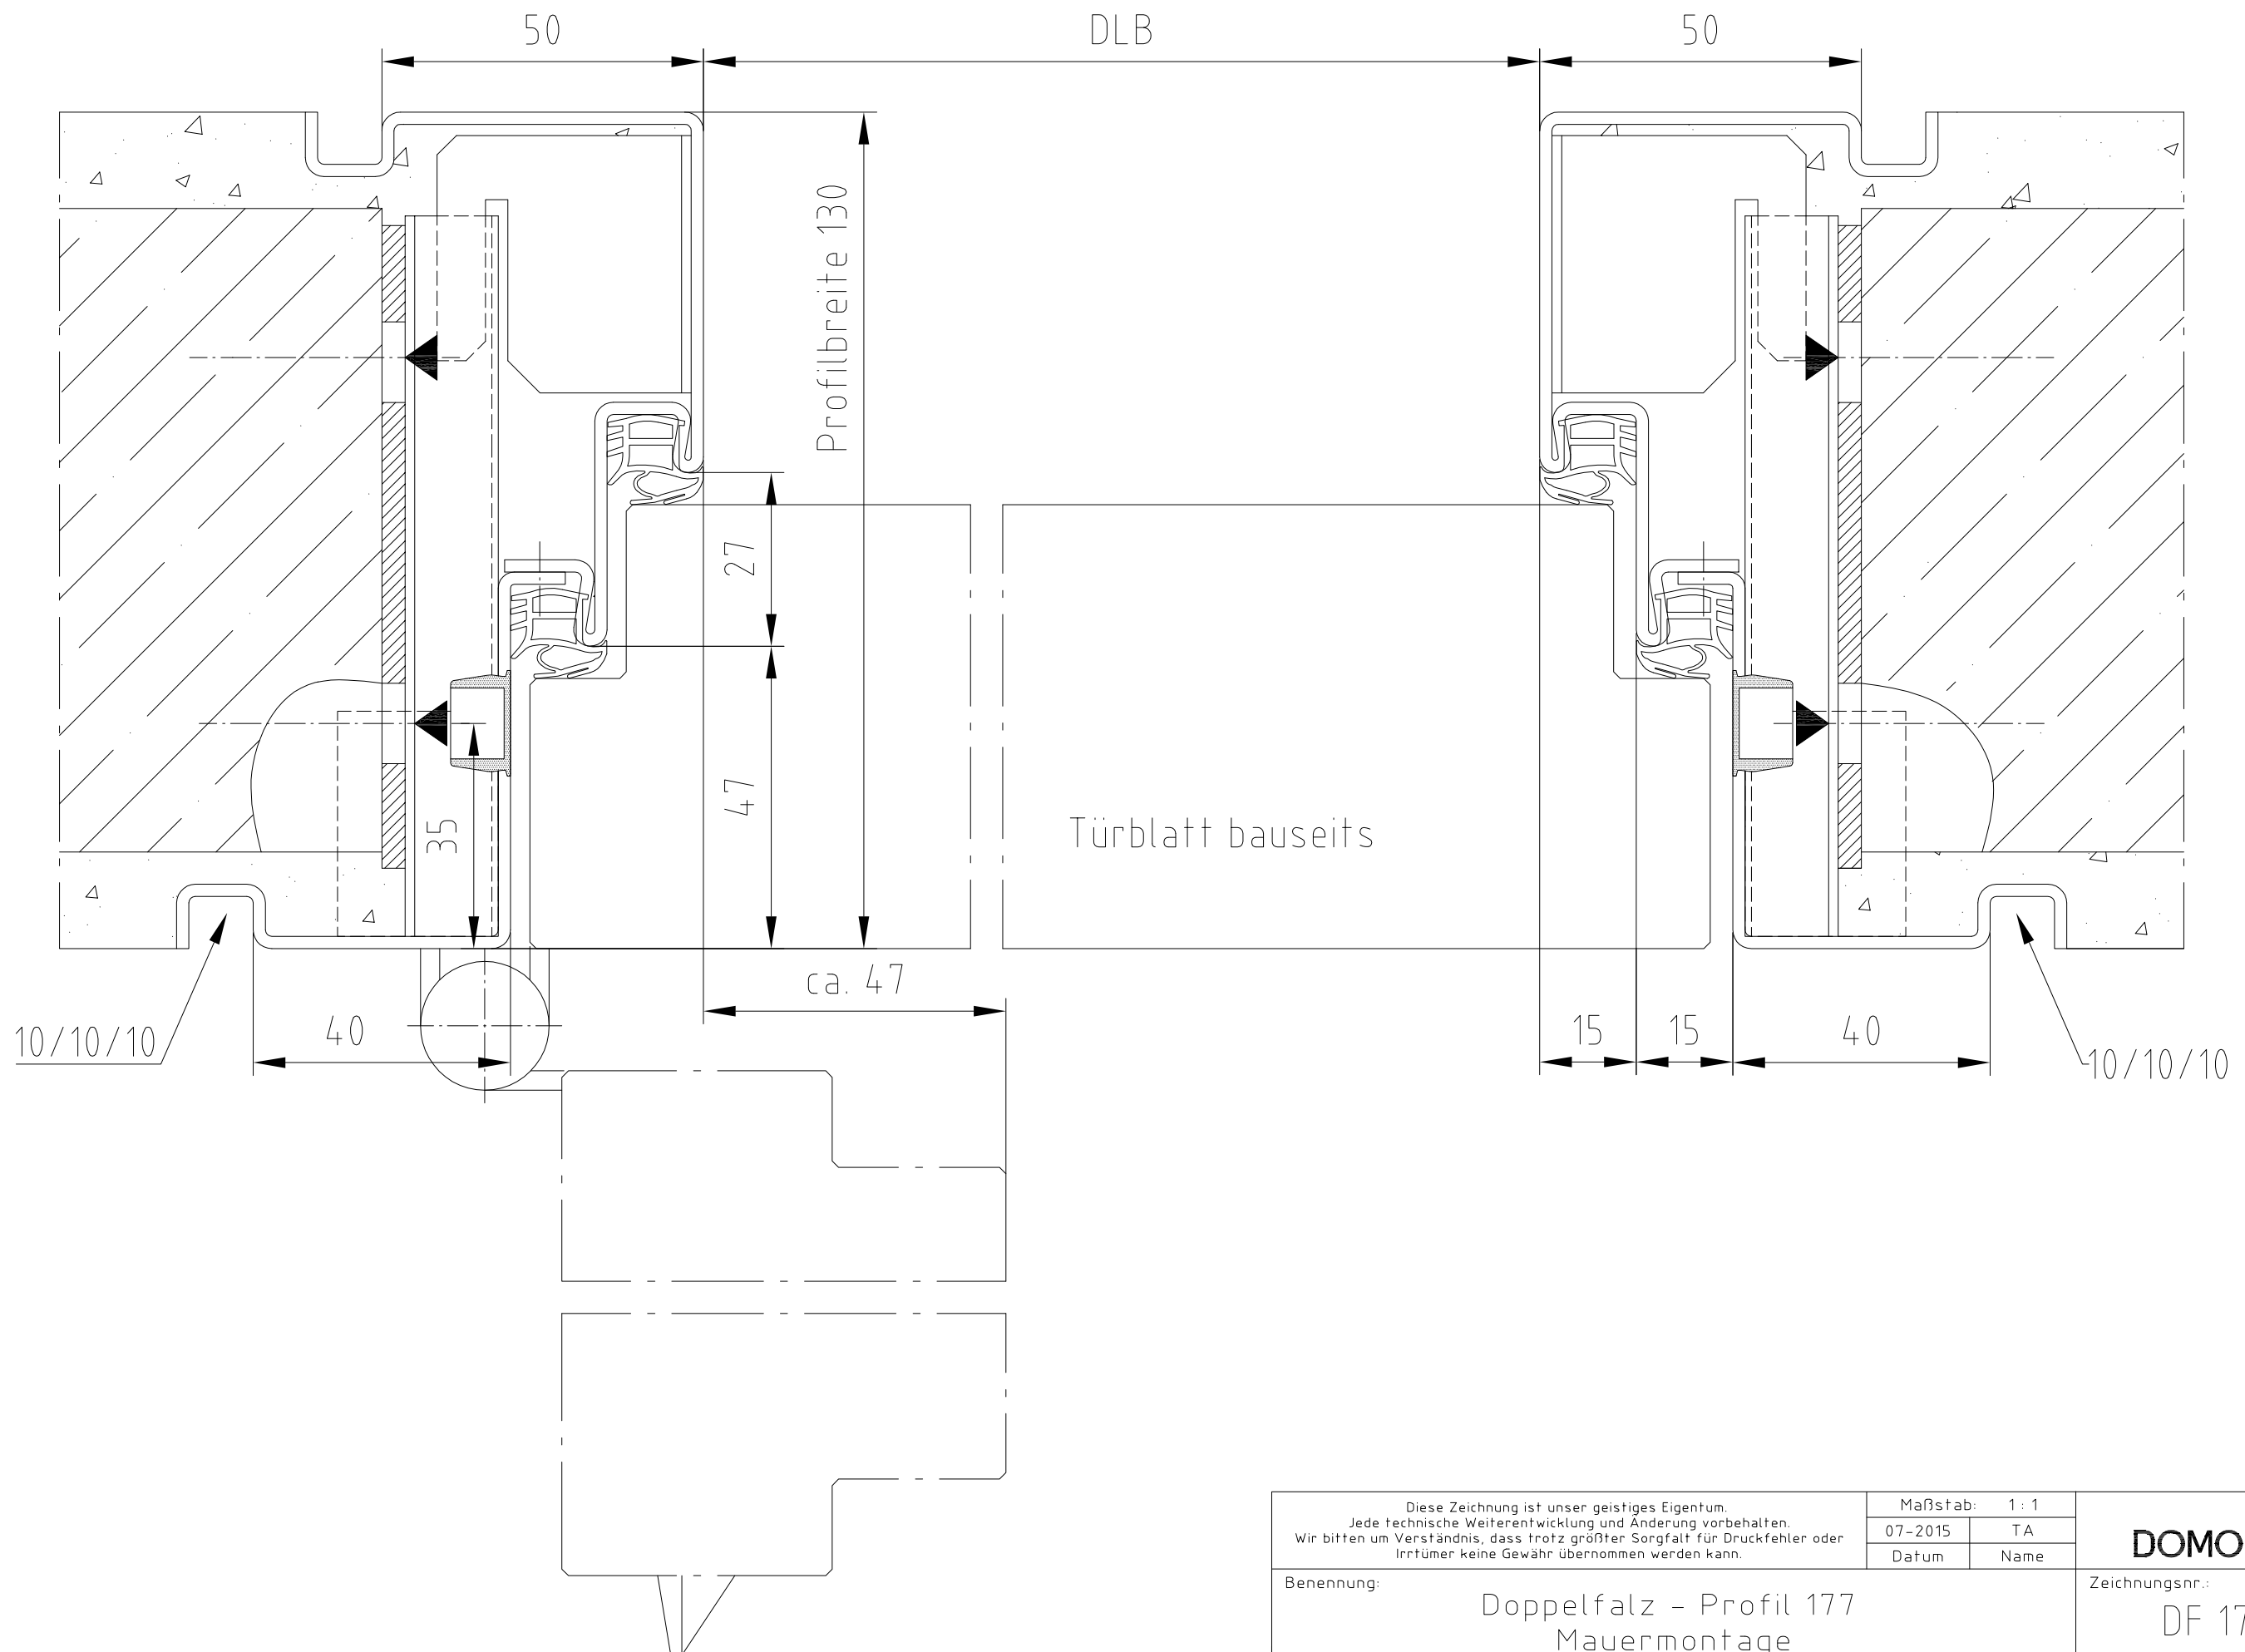 50
DLB
50
Profilbreite 130
27
47
35
Türblatt bauseits
ca. 47
10/10/10
40
15
15
40
10/10/10
Diese Zeichnung ist unser geistiges Eigentum.
Jede technische Weiterentwicklung und Änderung vorbehalten.
Wir bitten um Verständnis, dass trotz größter Sorgfalt für Druckfehler oder
Irrtümer keine Gewähr übernommen werden kann.
Maßstab: 1 : 1
07-2015 TA
Datum Name
DOMO
Benennung:
Doppelfalz - Profil 177
Mauermontage
Zeichnungsnr.:
DF 17